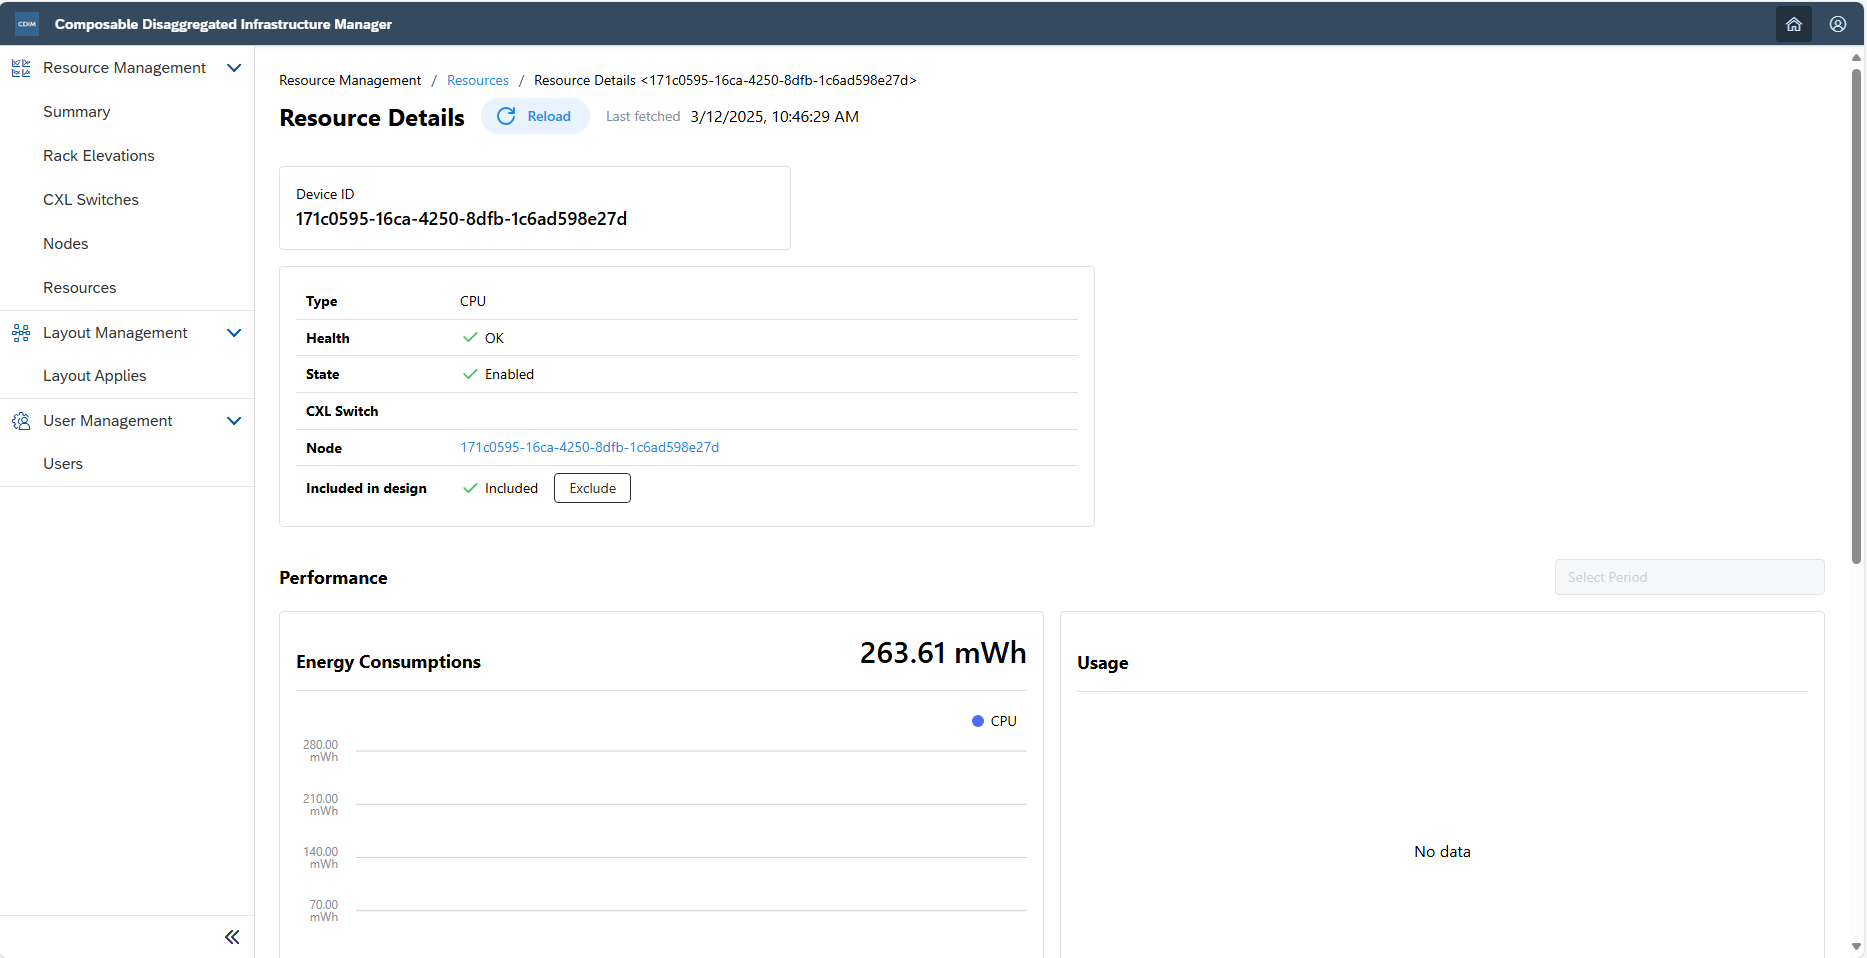 CDIM Composable Disaggregated Infrastructure Manager
Resource Management
Summary
Rack Elevations
CXL Switches
Nodes
Resources
Layout Management
Layout Applies
User Management
Users
Resource Management / Resources / Resource Details <171c0595-16ca-4250-8dfb-1c6ad598e27d>
Resource Details Reload Last fetched 3/12/2025, 10:46:29 AM
Device ID
171c0595-16ca-4250-8dfb-1c6ad598e27d
Type CPU
Health OK
State Enabled
CXL Switch
Node 171c0595-16ca-4250-8dfb-1c6ad598e27d
Included in design Included Exclude
Performance Select Period
Energy Consumptions 263.61 mWh
CPU
280.00
mWh
210.00
mWh
140.00
mWh
70.00
mWh
Usage
No data